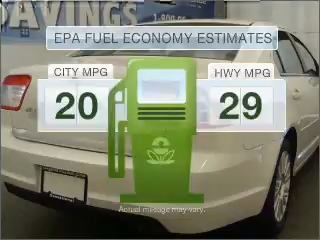 SAVINGS
EPA FUEL ECONOMY ESTIMATES
CITY MPG
HWY MPG
20
29
Actual mileage may vary.